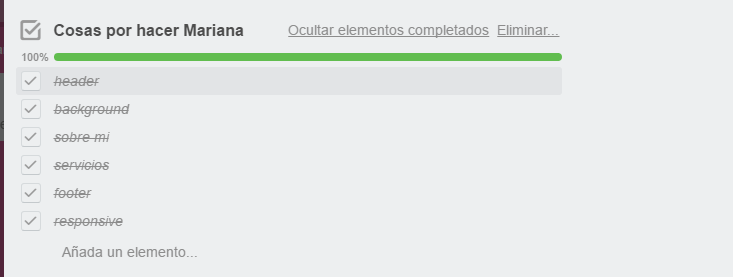 Cosas por hacer Mariana Ocultar elementos completados Eliminar...
100%
header
background
sobre mi
servicios
footer
responsive
Añada un elemento...